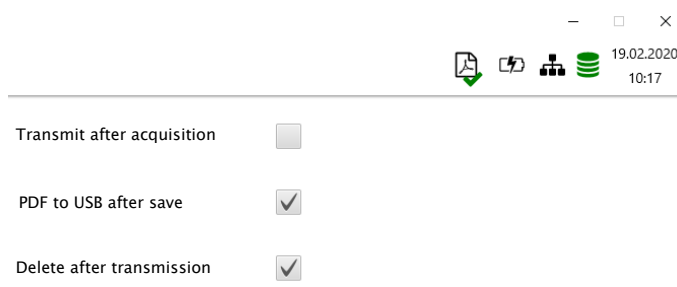 19.02.2020
10:17
Transmit after acquisition
PDF to USB after save
Delete after transmission